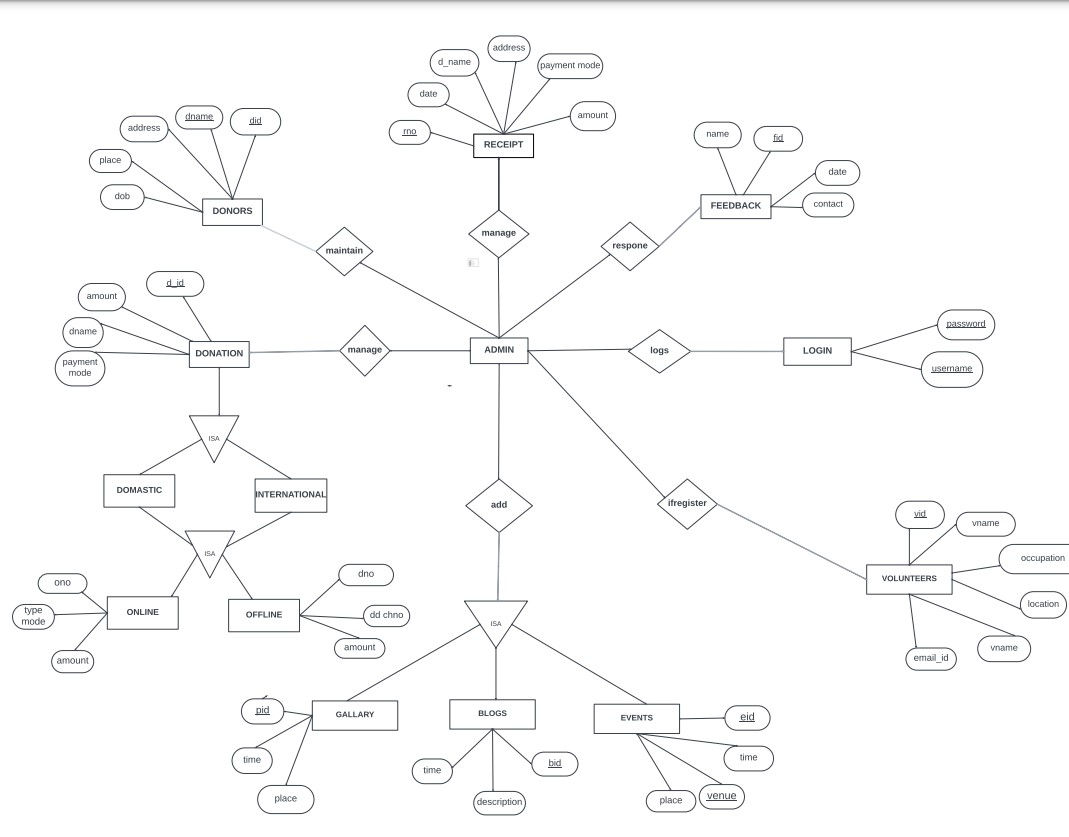 address
d_name
payment mode
date
amount
rno
RECEIPT
dname
did
address
place
dob
DONORS
name
fid
date
contact
FEEDBACK
maintain
manage
respone
d_id
amount
dname
payment
mode
DONATION
manage
ADMIN
logs
LOGIN
password
username
ISA
DOMASTIC
INTERNATIONAL
ISA
add
ifregister
vid
vname
occupation
VOLUNTEERS
location
vname
email_id
ono
type
mode
amount
ONLINE
OFFLINE
dno
dd chno
amount
ISA
pid
GALLARY
time
place
BLOGS
time
bid
description
EVENTS
eid
time
place
venue